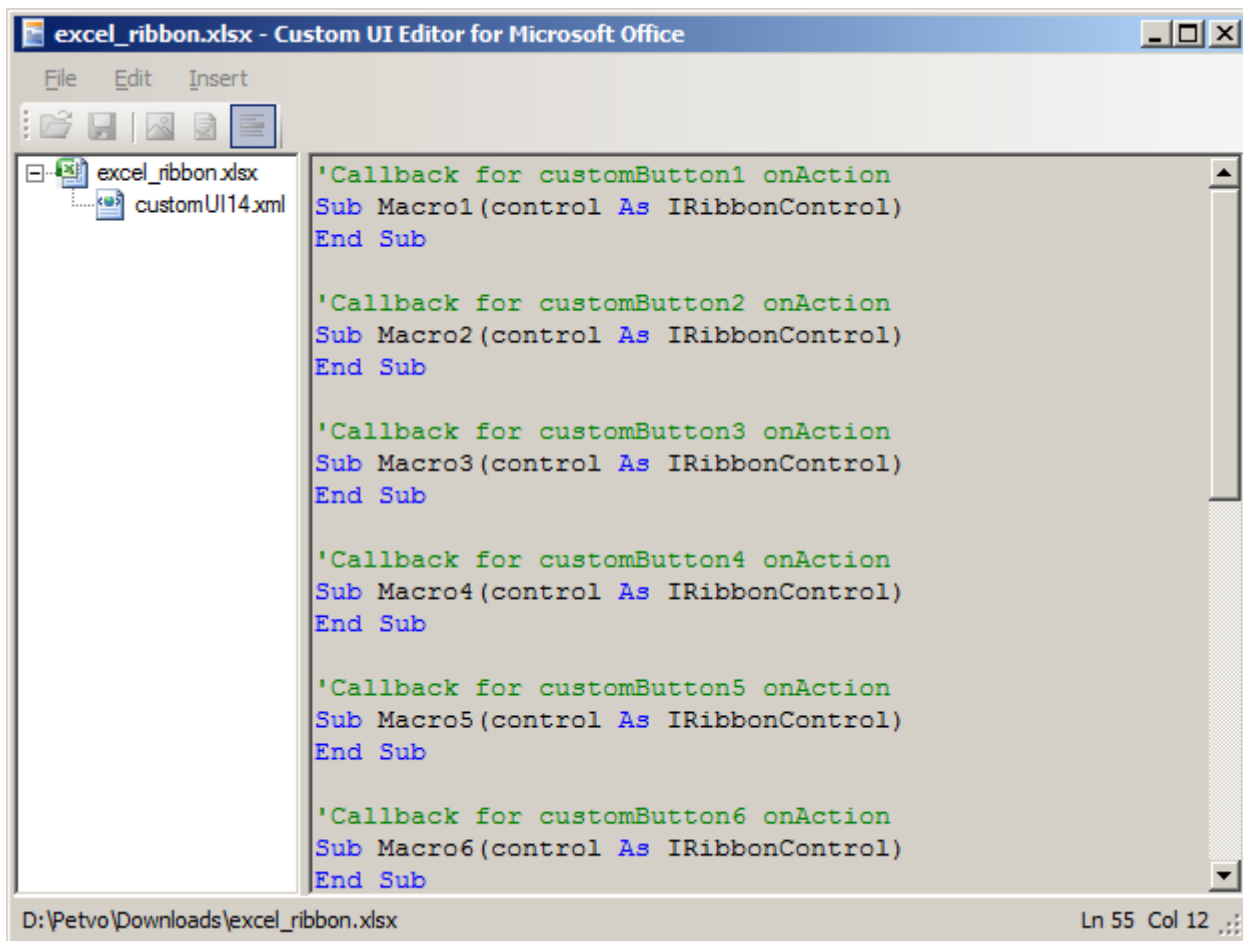 excel_ribbon.xlsx - Custom UI Editor for Microsoft Office
File Edit Insert
excel_ribbon.xlsx
customUI14.xml
'Callback for customButton1 onAction
Sub Macro1(control As IRibbonControl)
End Sub
'Callback for customButton2 onAction
Sub Macro2(control As IRibbonControl)
End Sub
'Callback for customButton3 onAction
Sub Macro3(control As IRibbonControl)
End Sub
'Callback for customButton4 onAction
Sub Macro4(control As IRibbonControl)
End Sub
'Callback for customButton5 onAction
Sub Macro5(control As IRibbonControl)
End Sub
'Callback for customButton6 onAction
Sub Macro6(control As IRibbonControl)
End Sub
D:\Petvo\Downloads\excel_ribbon.xlsx
Ln 55 Col 12